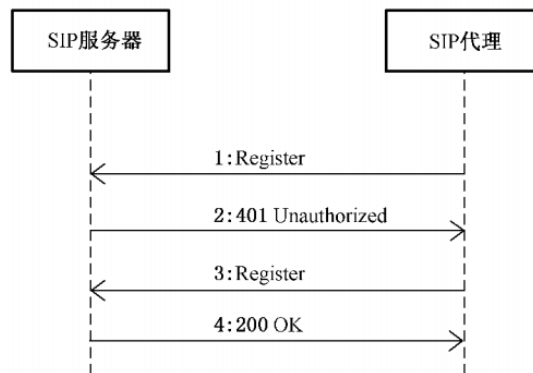 SIP服务器
SIP代理
1:Register
2:401 Unauthorized
3:Register
4:200 OK